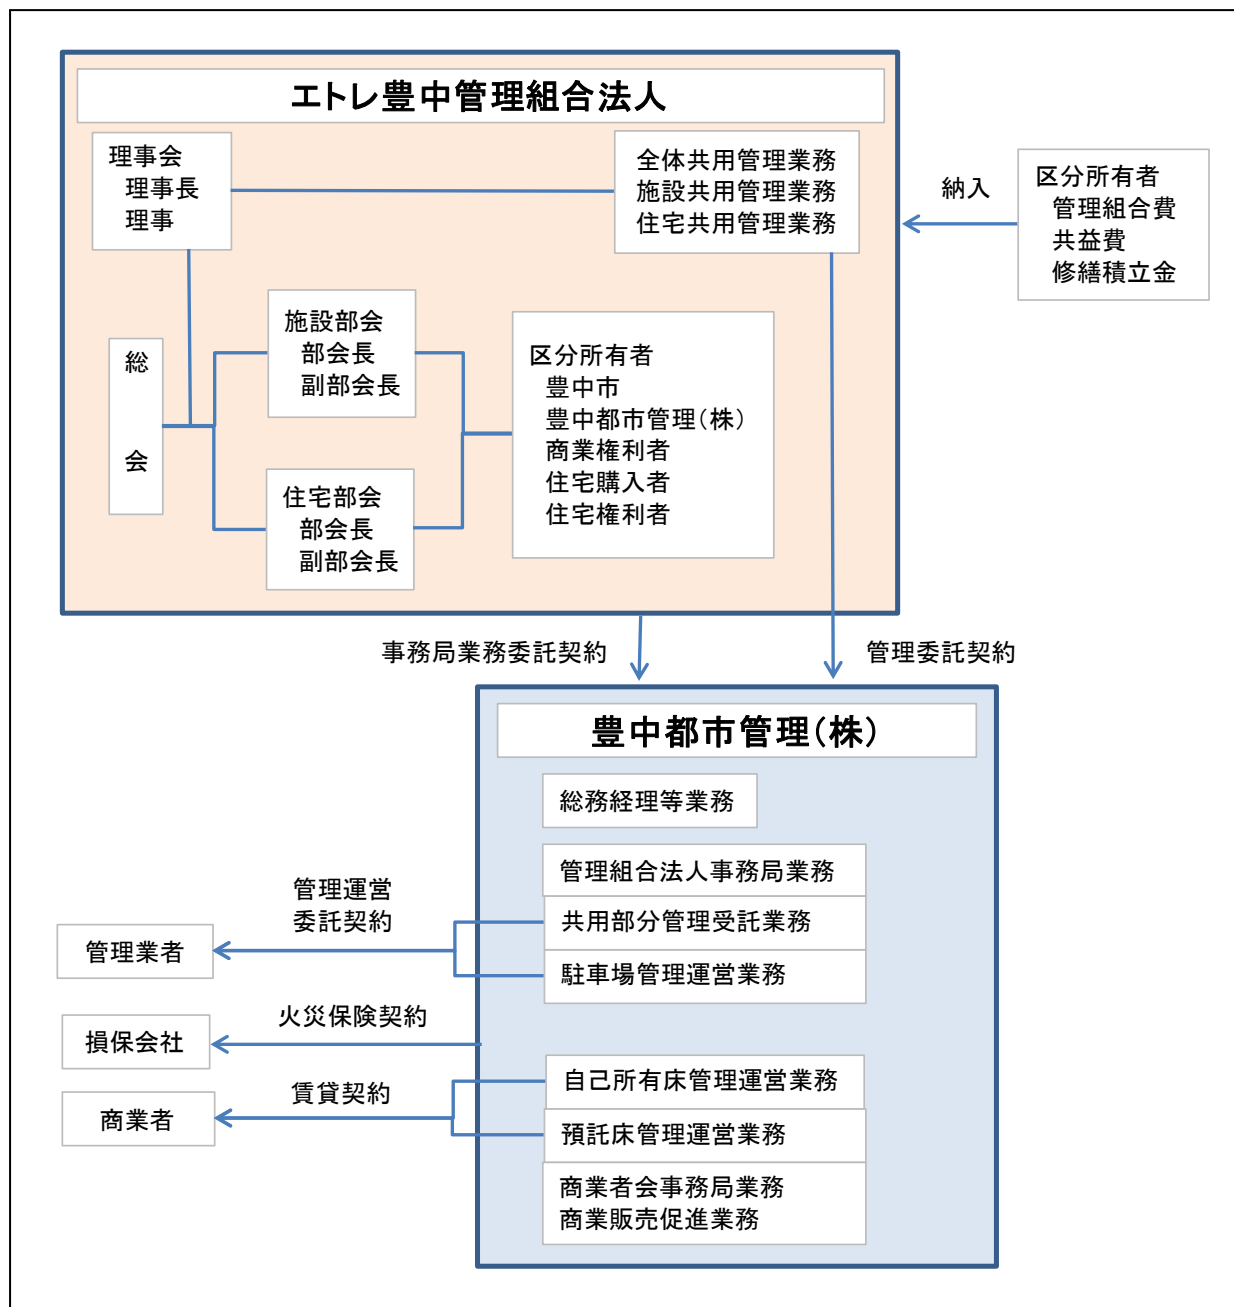 エトレ豊中管理組合法人
理事会
理事長
理事
全体共用管理業務
施設共用管理業務
住宅共用管理業務
納入
区分所有者
管理組合費
共益費
修繕積立金
総
会
施設部会
部会長
副部会長
住宅部会
部会長
副部会長
区分所有者
豊中市
豊中都市管理(株)
商業権利者
住宅購入者
住宅権利者
事務局業務委託契約
管理委託契約
豊中都市管理(株)
総務経理等業務
管理組合法人事務局業務
共用部分管理受託業務
駐車場管理運営業務
管理運営
委託契約
管理業者
火災保険契約
損保会社
賃貸契約
商業者
自己所有床管理運営業務
預託床管理運営業務
商業者会事務局業務
商業販売促進業務